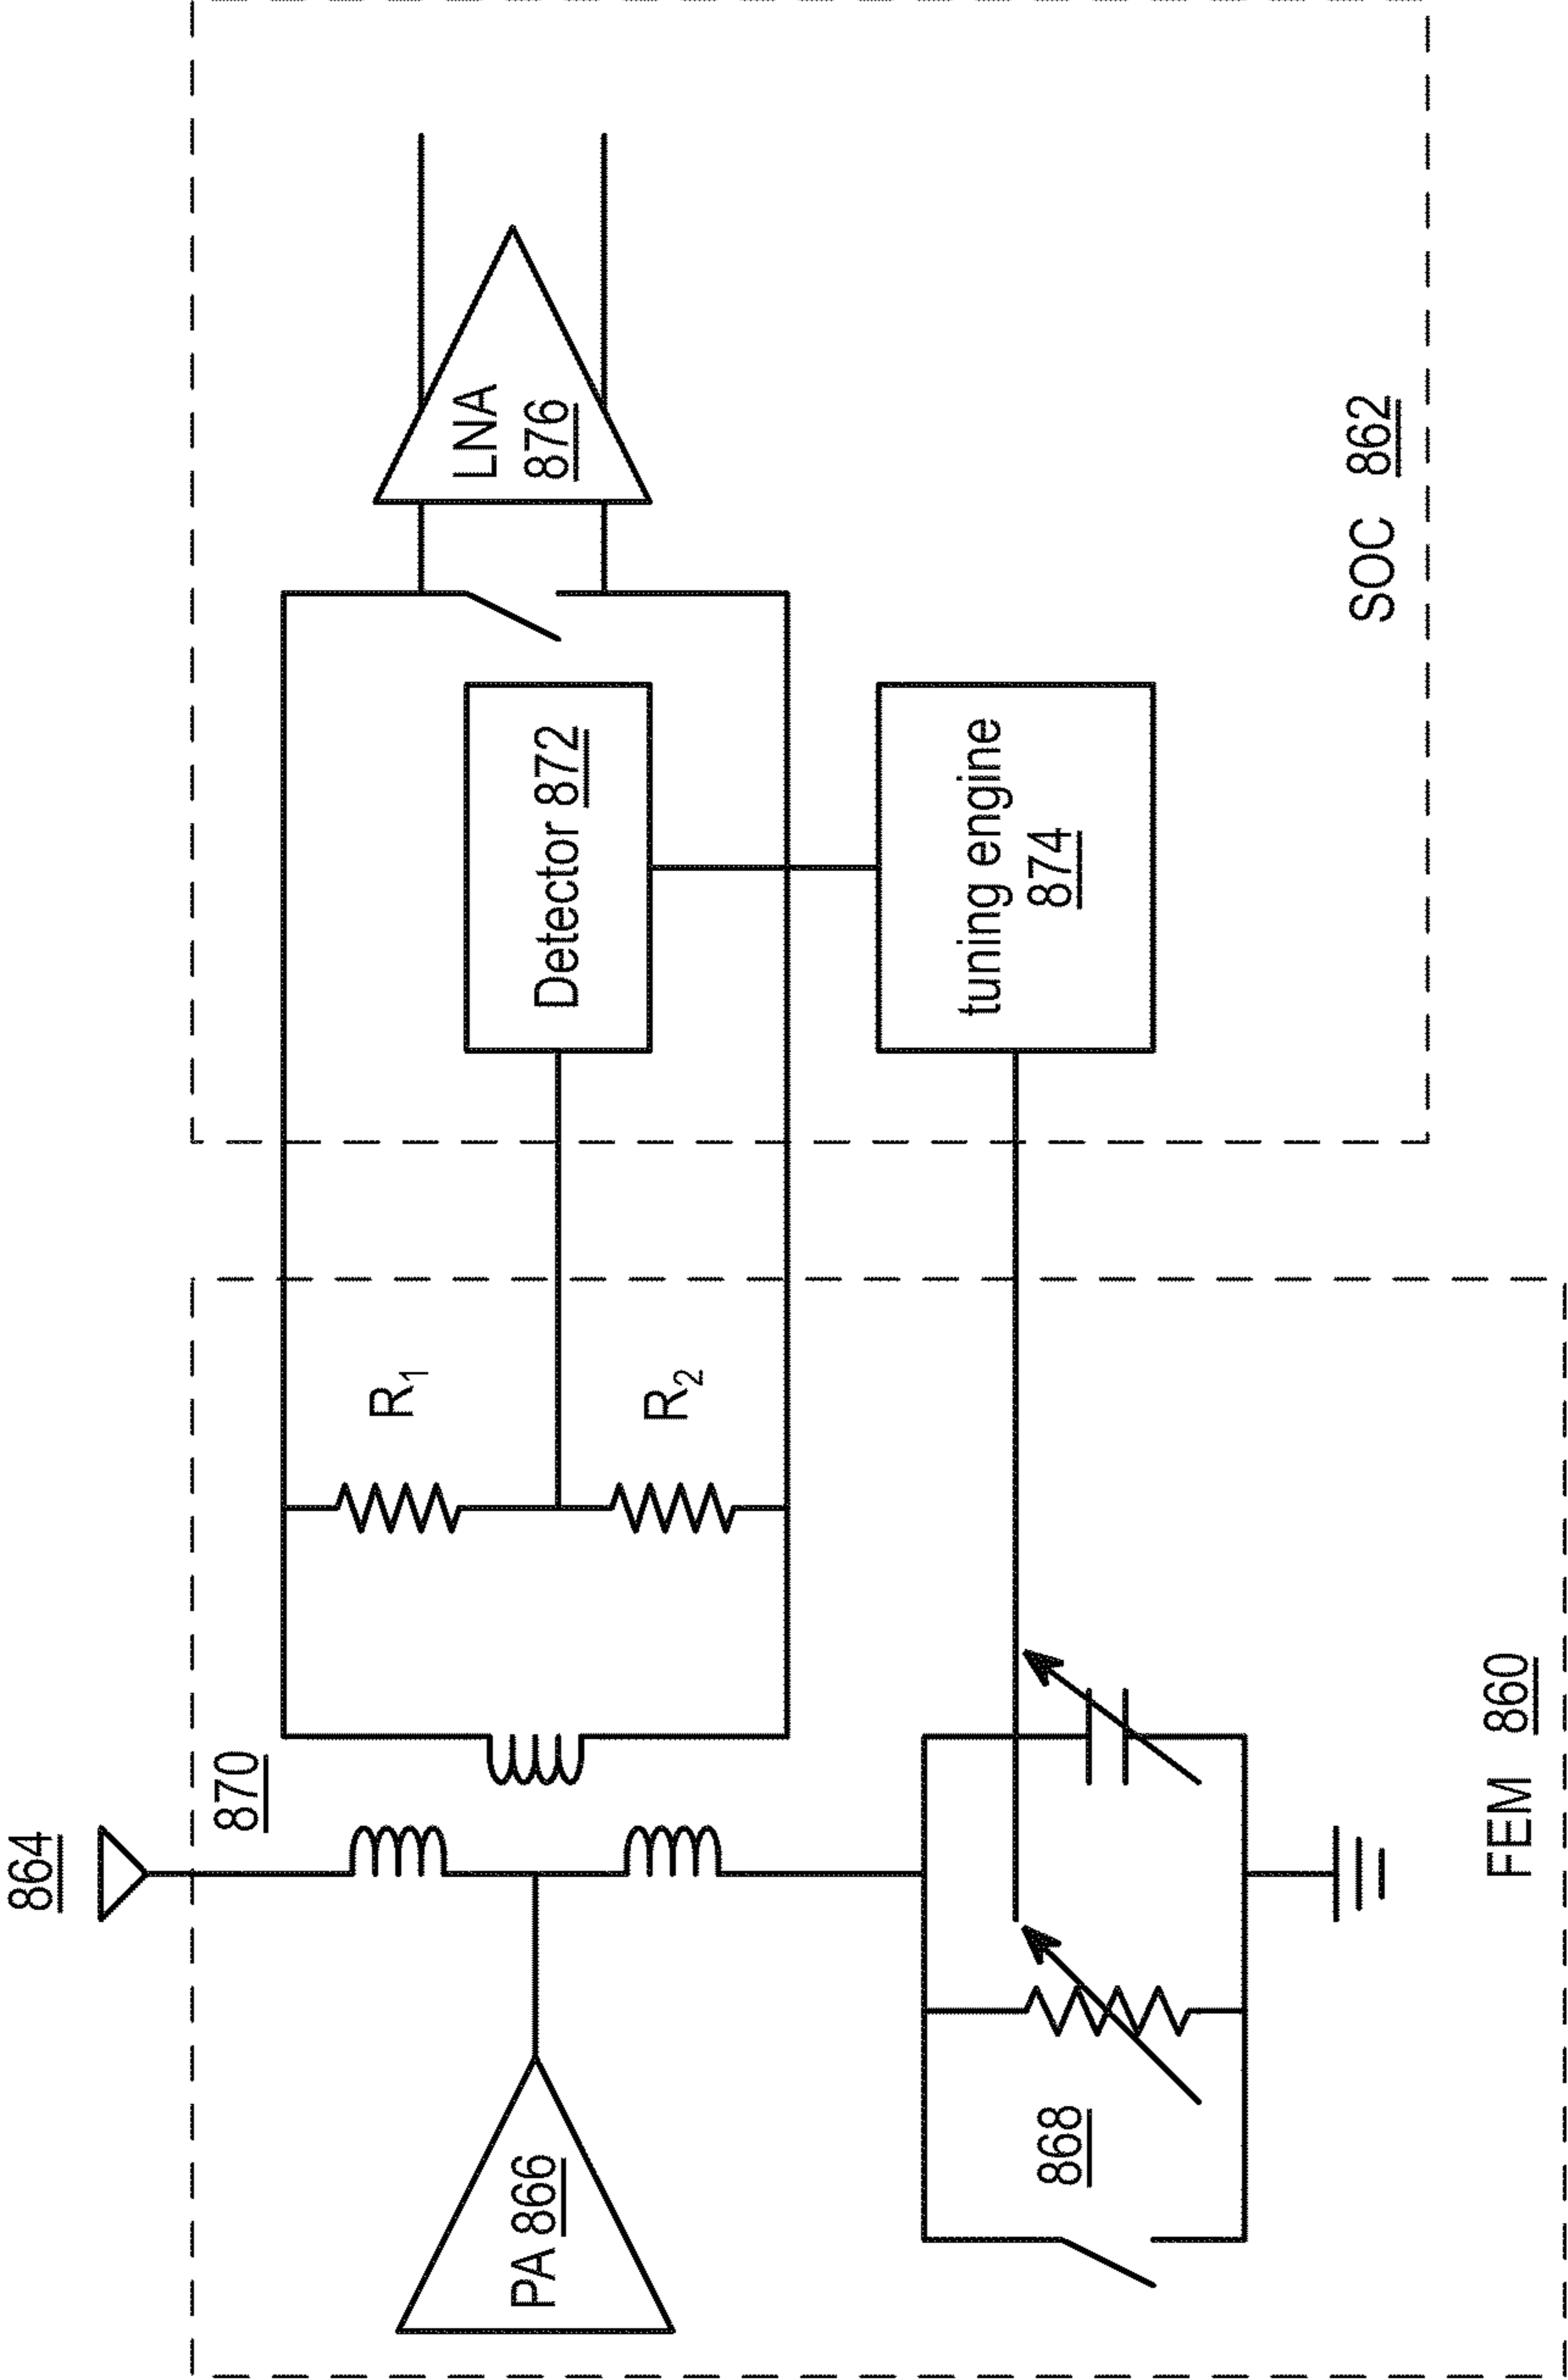 864
870
PA 866
868
R1
R2
FEM 860
Detector 872
LNA
876
tuning engine
874
SOC 862